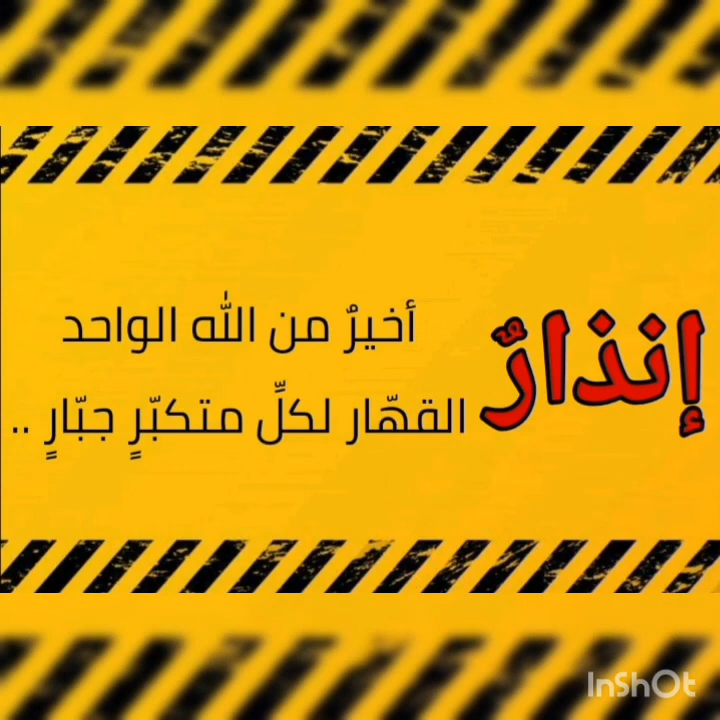 إنذارٌ
أخيرٌ من الله الواحد
القهّار لكلِّ متكبّرٍ جبّارٍ ..
InShOt